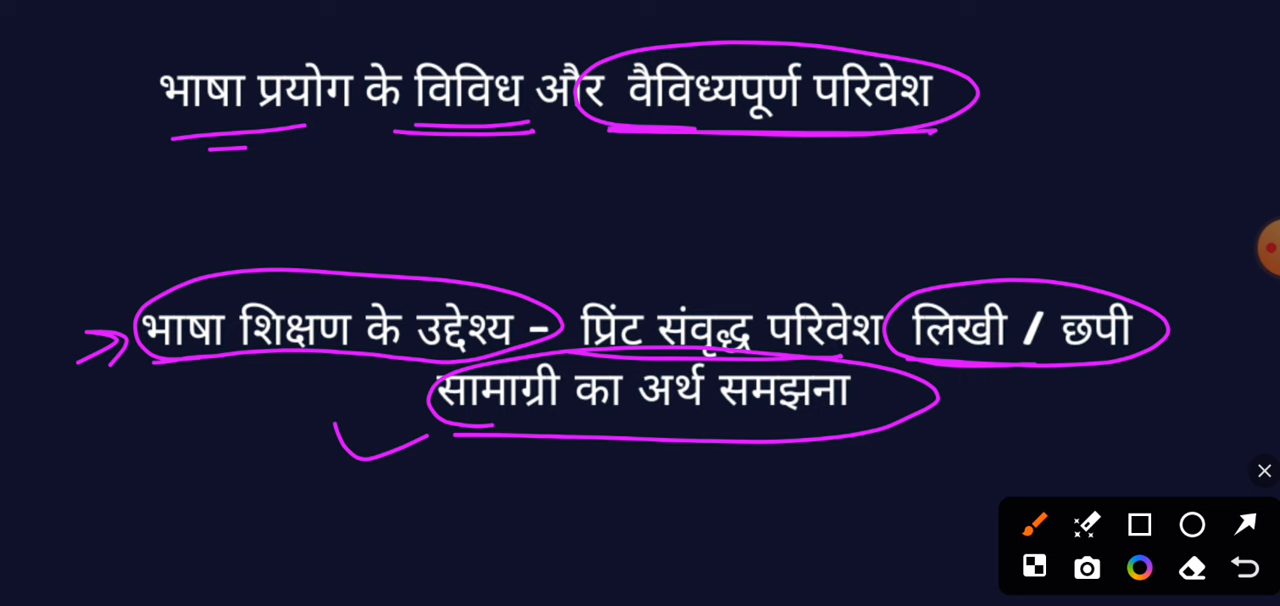 भाषा प्रयोग के विविध और वैविध्यपूर्ण परिवेश
भाषा शिक्षण के उद्देश्य - प्रिंट संवृद्ध परिवेश लिखी / छपी
सामाग्री का अर्थ समझना